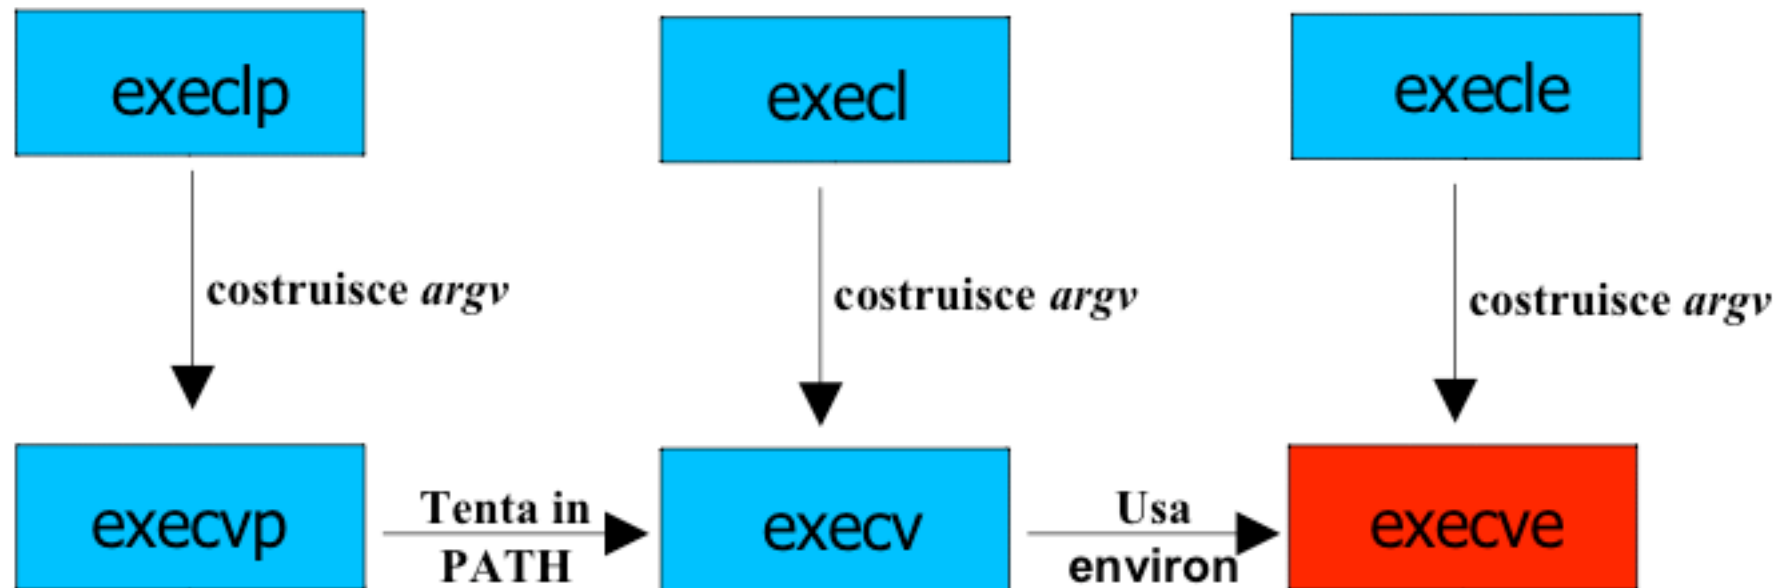 execlp
execl
execle
costruisce argv
costruisce argv
costruisce argv
execvp
Tenta in
PATH
execv
Usa
environ
execve